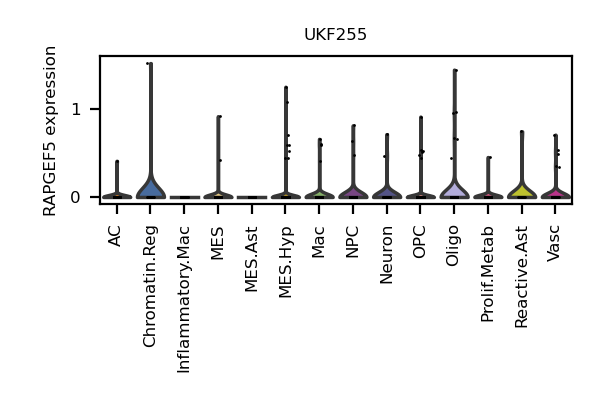 UKF255
RAPGEF5 expression
1
0
AC
Chromatin.Reg
Inflammatory.Mac
MES
MES.Ast
MES.Hyp
Mac
NPC
Neuron
OPC
Oligo
Prolif.Metab
Reactive.Ast
Vasc